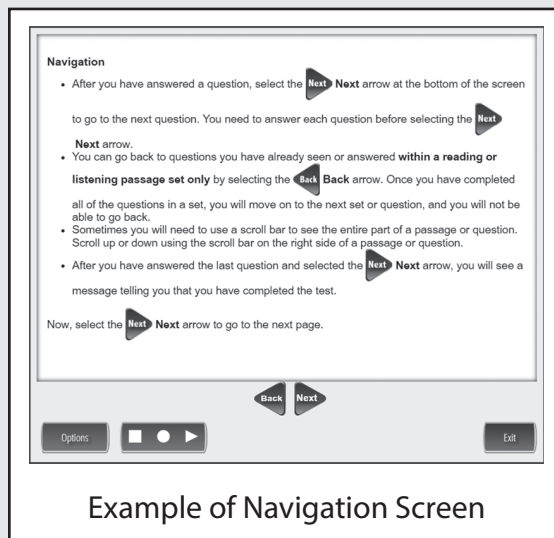 Navigation
• After you have answered a question, select the Next Next arrow at the bottom of the screen
to go to the next question. You need to answer each question before selecting the Next
Next arrow.
• You can go back to questions you have already seen or answered within a reading or
listening passage set only by selecting the Back Back arrow. Once you have completed
all of the questions in a set, you will move on to the next set or question, and you will not be
able to go back.
• Sometimes you will need to use a scroll bar to see the entire part of a passage or question.
Scroll up or down using the scroll bar on the right side of a passage or question.
• After you have answered the last question and selected the Next Next arrow, you will see a
message telling you that you have completed the test.
Now, select the Next Next arrow to go to the next page.
Back Next
Options Exit
Example of Navigation Screen